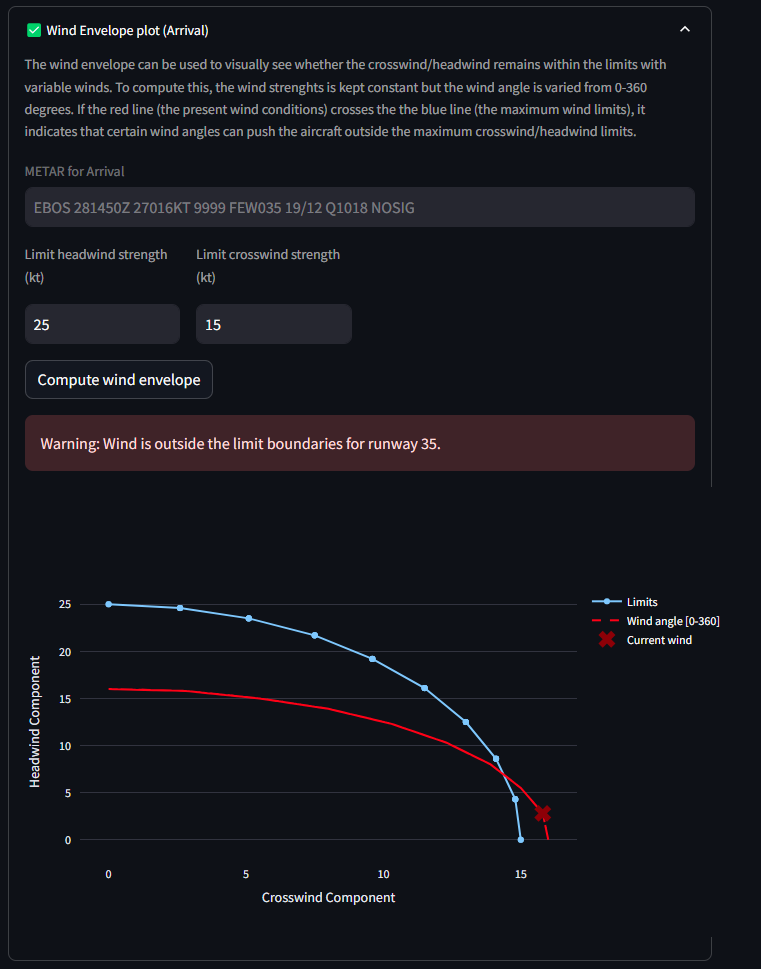 Wind Envelope plot (Arrival)
The wind envelope can be used to visually see whether the crosswind/headwind remains within the limits with
variable winds. To compute this, the wind strenghts is kept constant but the wind angle is varied from 0-360
degrees. If the red line (the present wind conditions) crosses the the blue line (the maximum wind limits), it
indicates that certain wind angles can push the aircraft outside the maximum crosswind/headwind limits.
METAR for Arrival
EBOS 281450Z 27016KT 9999 FEW035 19/12 Q1018 NOSIG
Limit headwind strength
(kt)
Limit crosswind strength
(kt)
25
15
Compute wind envelope
Warning: Wind is outside the limit boundaries for runway 35.
Headwind Component
25
20
15
10
5
0
0
5
10
15
Crosswind Component
Limits
Wind angle [0-360]
Current wind